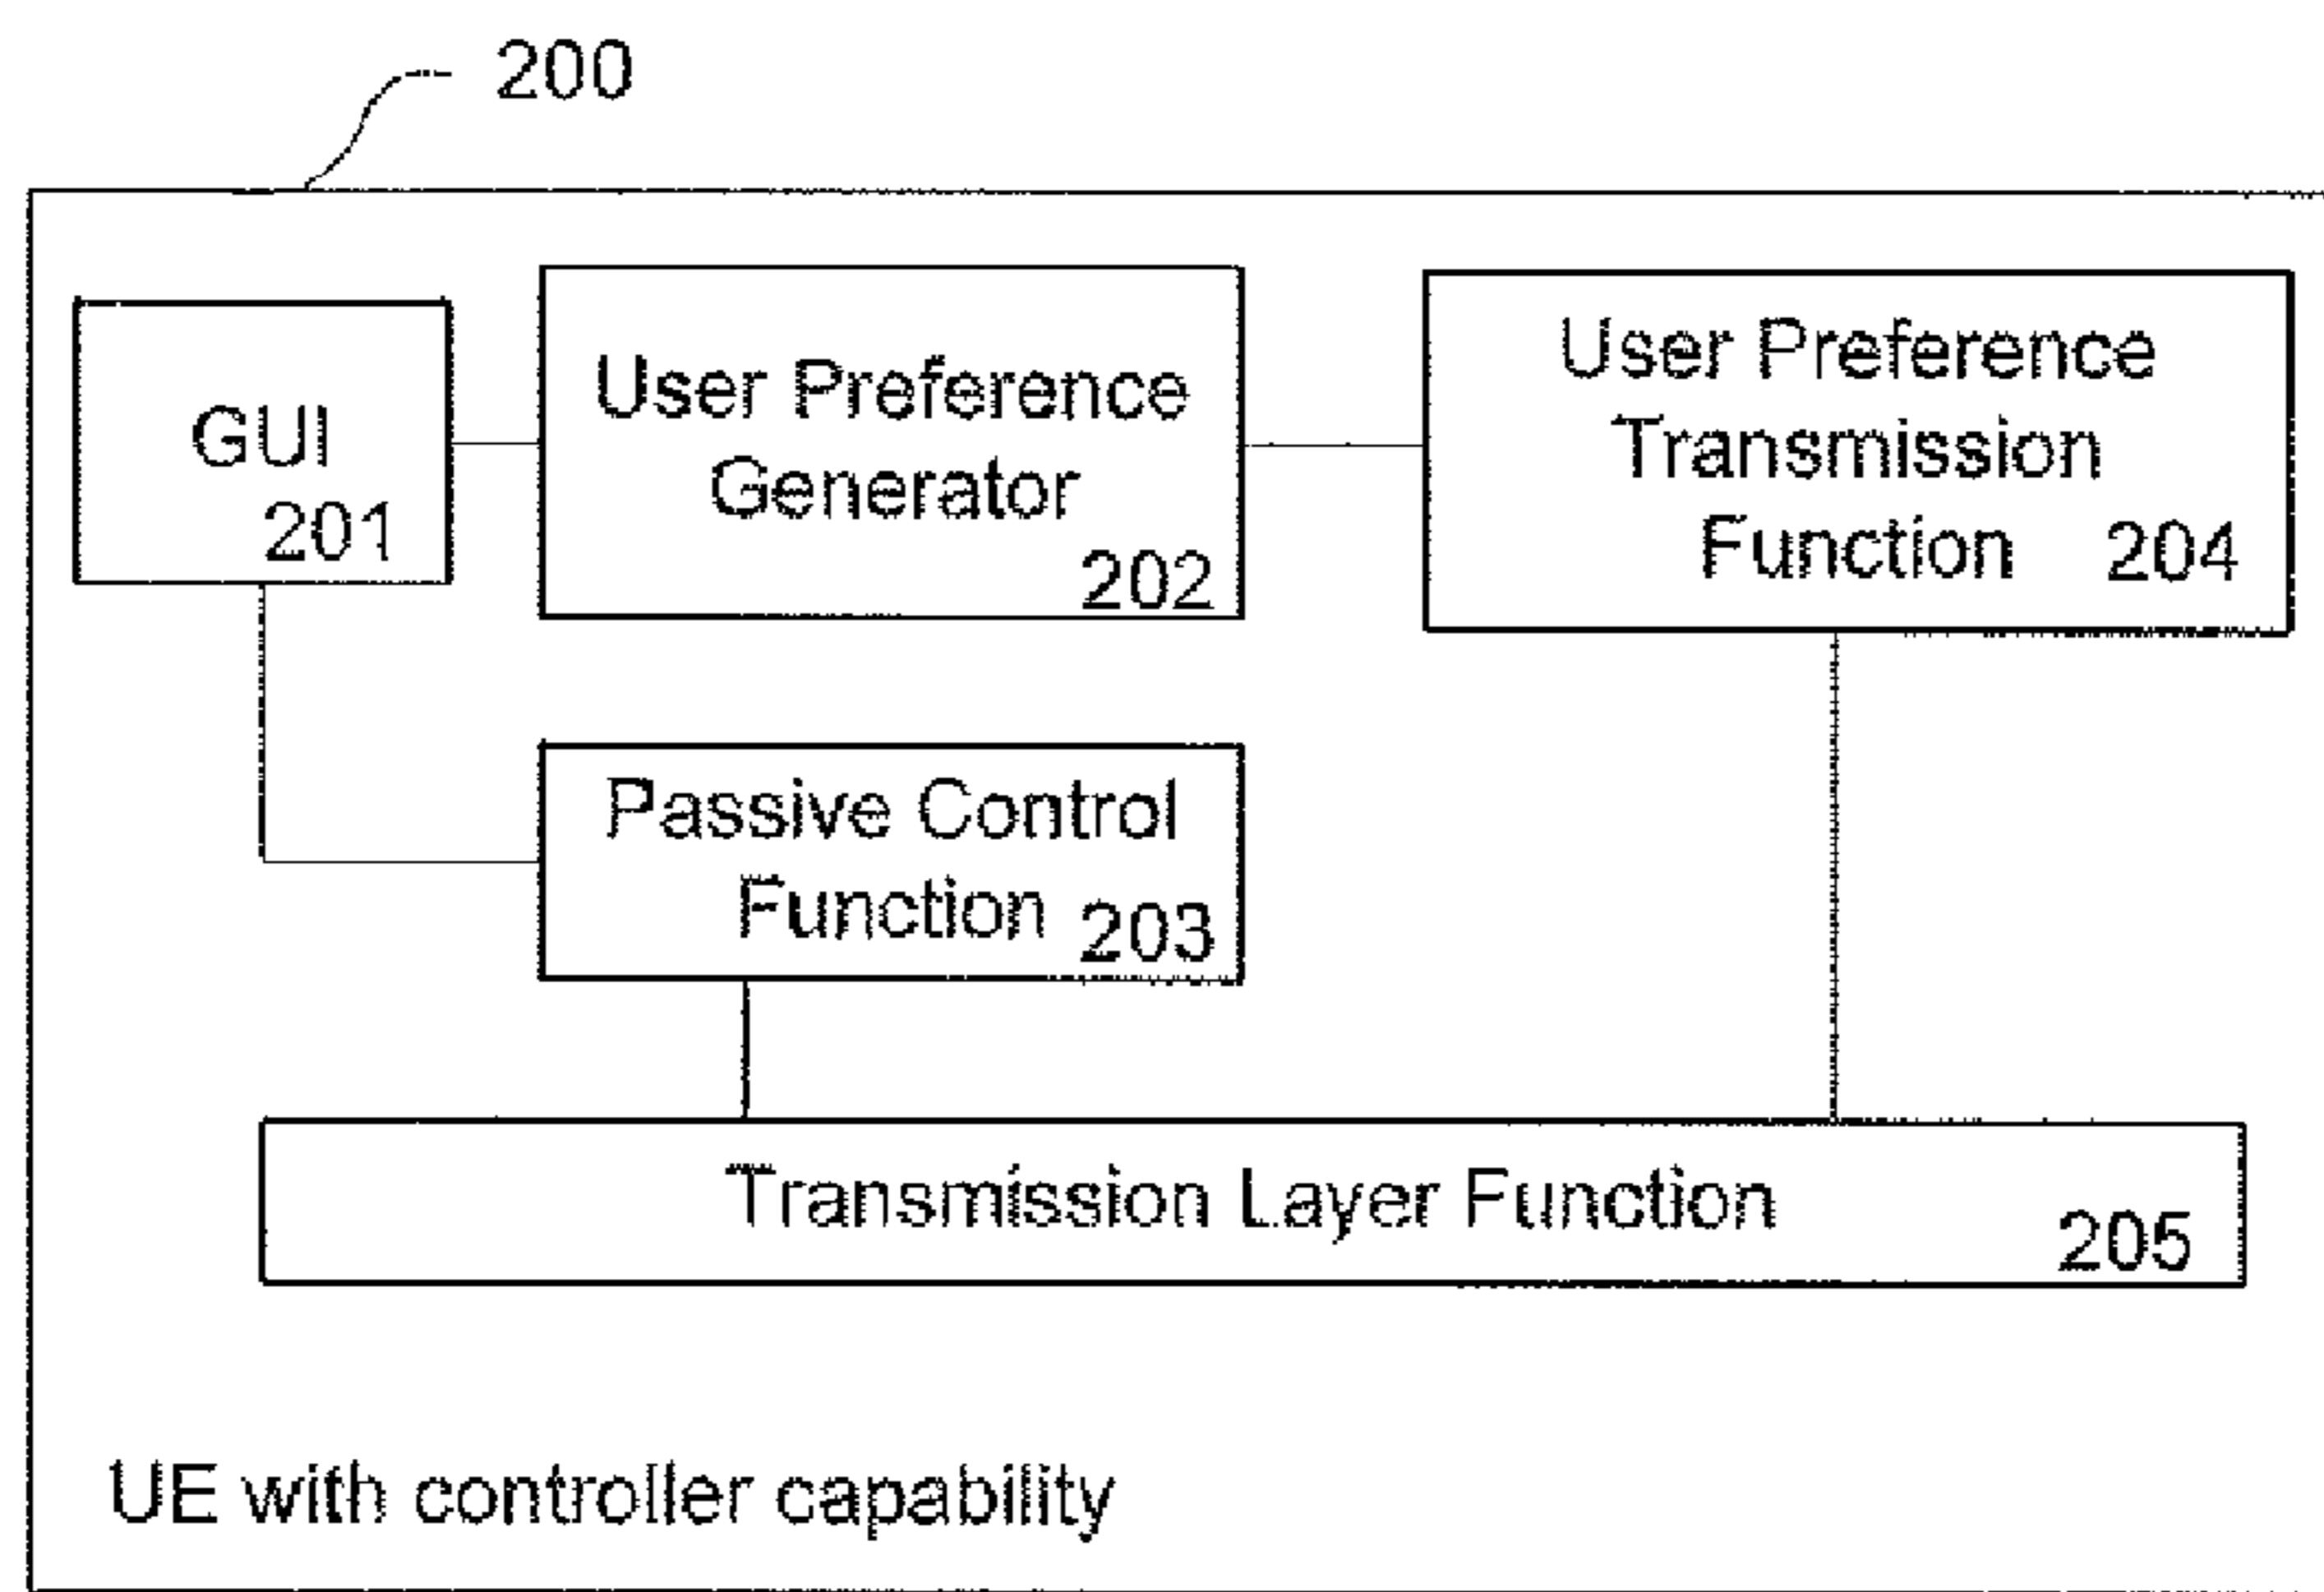 200
GUI
201
User Preference
Generator
202
User Preference
Transmission
Function 204
Passive Control
Function 203
Transmission Layer Function
205
UE with controller capability